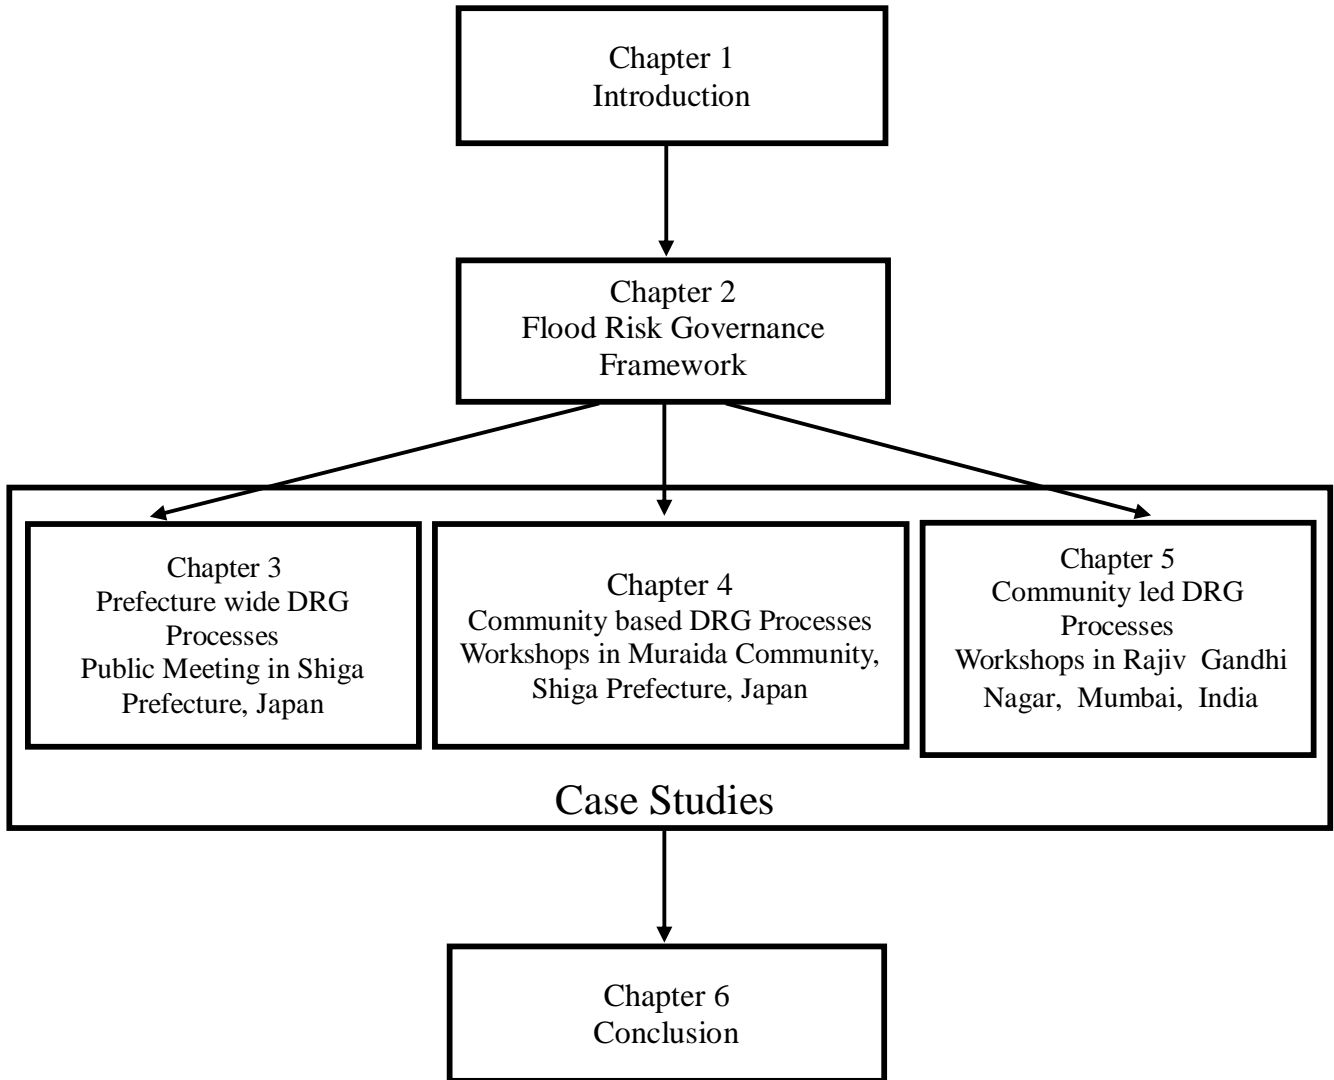 Chapter 1
Introduction
Chapter 2
Flood Risk Governance
Framework
Chapter 3
Prefecture wide DRG
Processes
Public Meeting in Shiga
Prefecture, Japan
Chapter 4
Community based DRG Processes
Workshops in Muraida Community,
Shiga Prefecture, Japan
Chapter 5
Community led DRG
Processes
Workshops in Rajiv Gandhi
Nagar, Mumbai, India
Case Studies
Chapter 6
Conclusion